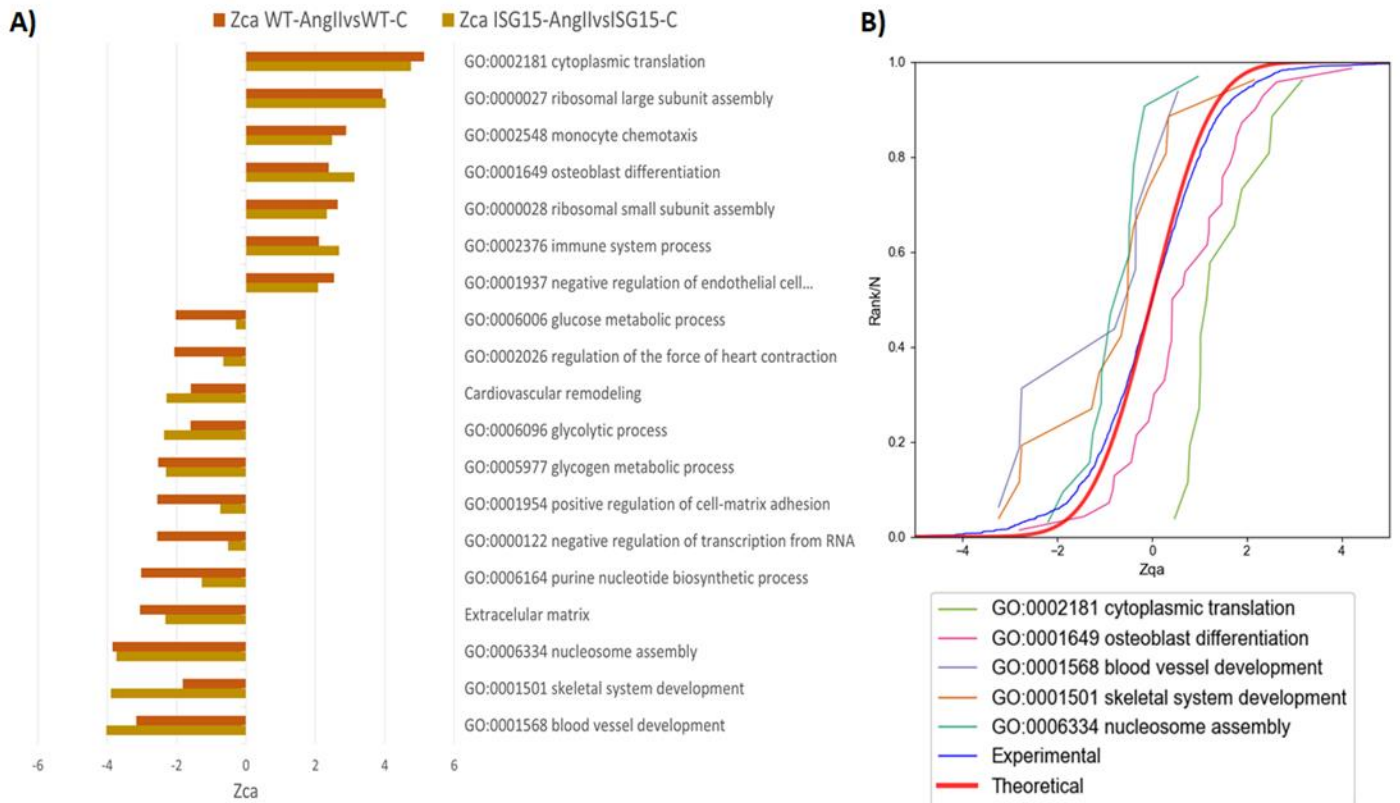 A)
Zca WT-AngIIvsWT-C
Zca ISG15-AngIIvsISG15-C
GO:0002181 cytoplasmic translation
GO:0000027 ribosomal large subunit assembly
GO:0002548 monocyte chemotaxis
GO:0001649 osteoblast differentiation
GO:0000028 ribosomal small subunit assembly
GO:0002376 immune system process
GO:0001937 negative regulation of endothelial cell...
GO:0006006 glucose metabolic process
GO:0002026 regulation of the force of heart contraction
Cardiovascular remodeling
GO:0006096 glycolytic process
GO:0005977 glycogen metabolic process
GO:0001954 positive regulation of cell-matrix adhesion
GO:0000122 negative regulation of transcription from RNA
GO:0006164 purine nucleotide biosynthetic process
Extracelular matrix
GO:0006334 nucleosome assembly
GO:0001501 skeletal system development
GO:0001568 blood vessel development
-6 -4 -2 0 2 4 6
Zca
B)
1.0
0.8
0.6
0.4
0.2
0.0
Rank/N
-4 -2 0 2 4
Zqa
GO:0002181 cytoplasmic translation
GO:0001649 osteoblast differentiation
GO:0001568 blood vessel development
GO:0001501 skeletal system development
GO:0006334 nucleosome assembly
Experimental
Theoretical